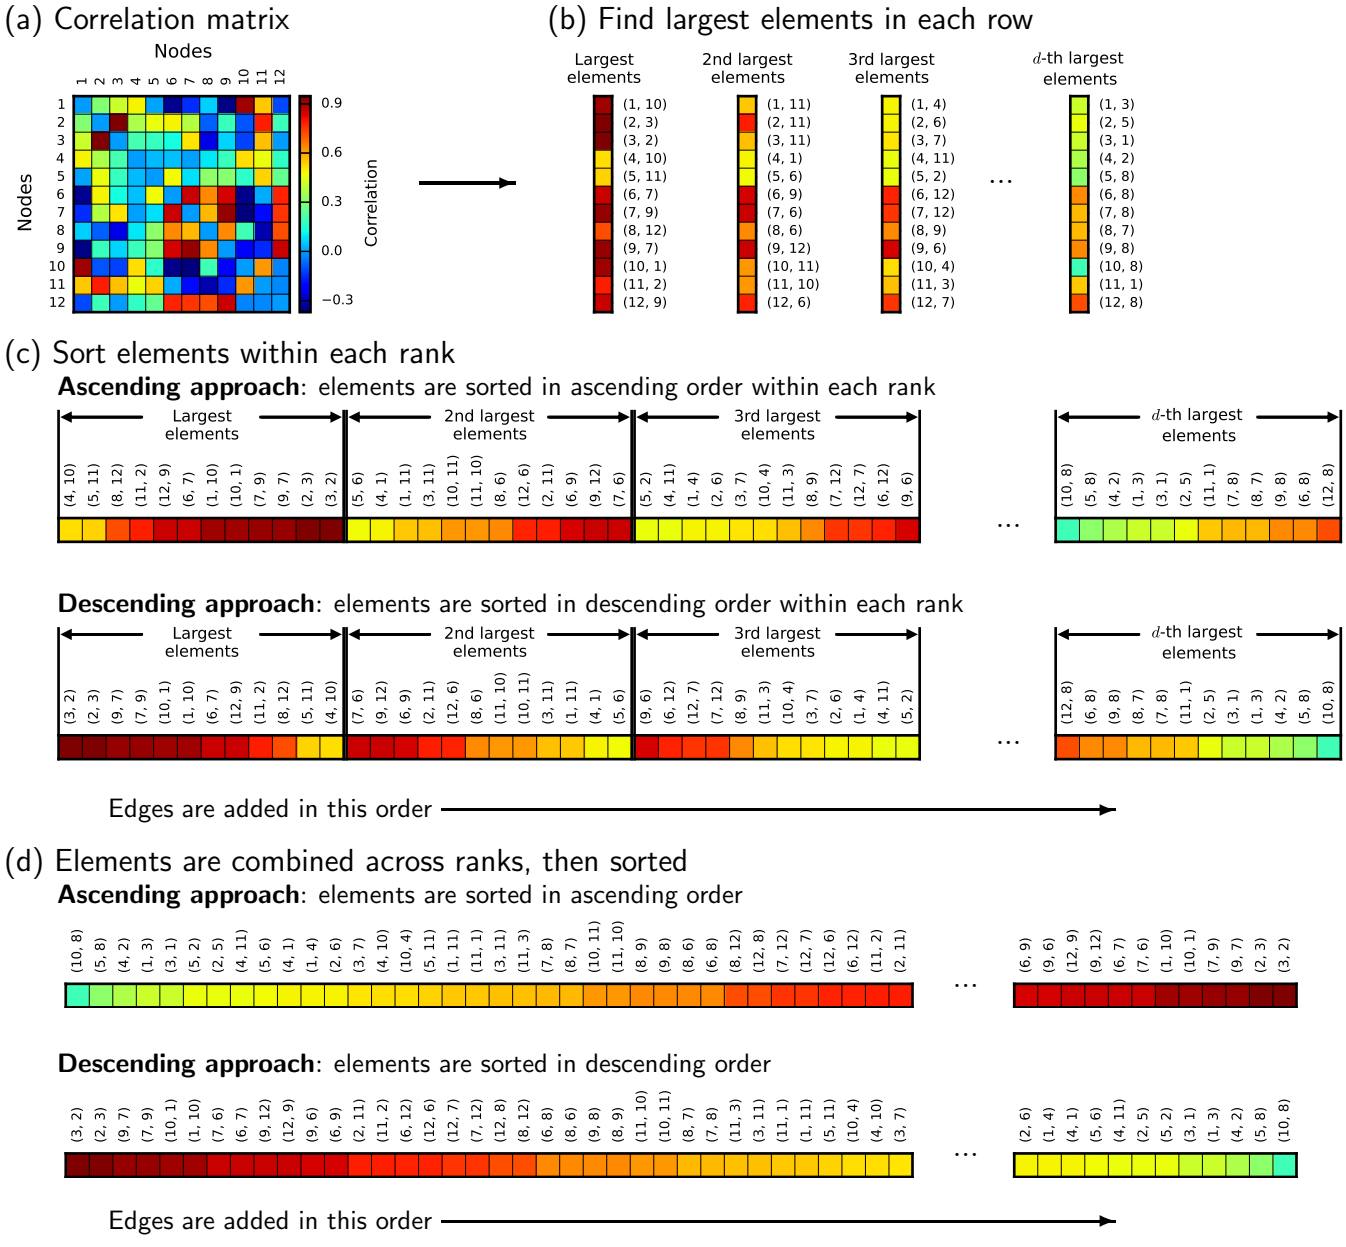 (a) Correlation matrix
Nodes
1 2 3 4 5 6 7 8 9 10 11 12
Nodes
1
2
3
4
5
6
7
8
9
10
11
12
0.9
0.6
0.3
0.0
−0.3
Correlation
(b) Find largest elements in each row
Largest elements
(1, 10)
(2, 3)
(3, 2)
(4, 10)
(5, 11)
(6, 7)
(7, 9)
(8, 12)
(9, 7)
(10, 1)
(11, 2)
(12, 9)
2nd largest elements
(1, 11)
(2, 11)
(3, 11)
(4, 1)
(5, 6)
(6, 9)
(7, 6)
(8, 6)
(9, 12)
(10, 11)
(11, 10)
(12, 6)
3rd largest elements
(1, 4)
(2, 6)
(3, 7)
(4, 11)
(5, 2)
(6, 12)
(7, 12)
(8, 9)
(9, 6)
(10, 4)
(11, 3)
(12, 7)
...
d-th largest elements
(1, 3)
(2, 5)
(3, 1)
(4, 2)
(5, 8)
(6, 8)
(7, 8)
(8, 7)
(9, 8)
(10, 8)
(11, 1)
(12, 8)
(c) Sort elements within each rank
Ascending approach: elements are sorted in ascending order within each rank
Largest elements
(4, 10) (5, 11) (8, 12) (11, 2) (12, 9) (6, 7) (1, 10) (10, 1) (7, 9) (9, 7) (2, 3) (3, 2)
2nd largest elements
(5, 6) (4, 1) (1, 11) (3, 11) (10, 11) (11, 10) (8, 6) (12, 6) (2, 11) (6, 9) (9, 12) (7, 6)
3rd largest elements
(5, 2) (4, 11) (1, 4) (2, 6) (3, 7) (10, 4) (11, 3) (8, 9) (7, 12) (12, 7) (6, 12) (9, 6)
...
d-th largest elements
(10, 8) (5, 8) (4, 2) (1, 3) (3, 1) (2, 5) (11, 1) (7, 8) (8, 7) (9, 8) (6, 8) (12, 8)
Descending approach: elements are sorted in descending order within each rank
Largest elements
(3, 2) (2, 3) (9, 7) (7, 9) (10, 1) (1, 10) (6, 7) (12, 9) (11, 2) (8, 12) (5, 11) (4, 10)
2nd largest elements
(7, 6) (9, 12) (6, 9) (2, 11) (12, 6) (8, 6) (11, 10) (10, 11) (3, 11) (1, 11) (4, 1) (5, 6)
3rd largest elements
(9, 6) (6, 12) (12, 7) (7, 12) (8, 9) (11, 3) (10, 4) (3, 7) (2, 6) (1, 4) (4, 11) (5, 2)
...
d-th largest elements
(12, 8) (6, 8) (9, 8) (8, 7) (7, 8) (11, 1) (2, 5) (3, 1) (1, 3) (4, 2) (5, 8) (10, 8)
Edges are added in this order
(d) Elements are combined across ranks, then sorted
Ascending approach: elements are sorted in ascending order
(10, 8) (5, 8) (4, 2) (1, 3) (3, 1) (5, 2) (2, 5) (4, 11) (5, 6) (4, 1) (1, 4) (2, 6) (3, 7) (4, 10) (10, 4) (5, 11) (1, 11) (11, 1) (3, 11) (11, 3) (7, 8) (8, 7) (10, 11) (11, 10) (8, 9) (9, 8) (8, 6) (6, 8) (8, 12) (12, 8) (7, 12) (12, 7) (12, 6) (6, 12) (11, 2) (2, 11)
...
(6, 9) (9, 6) (12, 9) (9, 12) (6, 7) (7, 6) (1, 10) (10, 1) (7, 9) (9, 7) (2, 3) (3, 2)
Descending approach: elements are sorted in descending order
(3, 2) (2, 3) (9, 7) (7, 9) (10, 1) (1, 10) (7, 6) (6, 7) (9, 12) (12, 9) (9, 6) (6, 9) (2, 11) (11, 2) (6, 12) (12, 6) (12, 7) (7, 12) (12, 8) (8, 12) (6, 8) (8, 6) (9, 8) (8, 9) (11, 10) (10, 11) (8, 7) (7, 8) (11, 3) (3, 11) (11, 1) (1, 11) (5, 11) (10, 4) (4, 10) (3, 7)
...
(2, 6) (1, 4) (4, 1) (5, 6) (4, 11) (2, 5) (5, 2) (3, 1) (1, 3) (4, 2) (5, 8) (10, 8)
Edges are added in this order